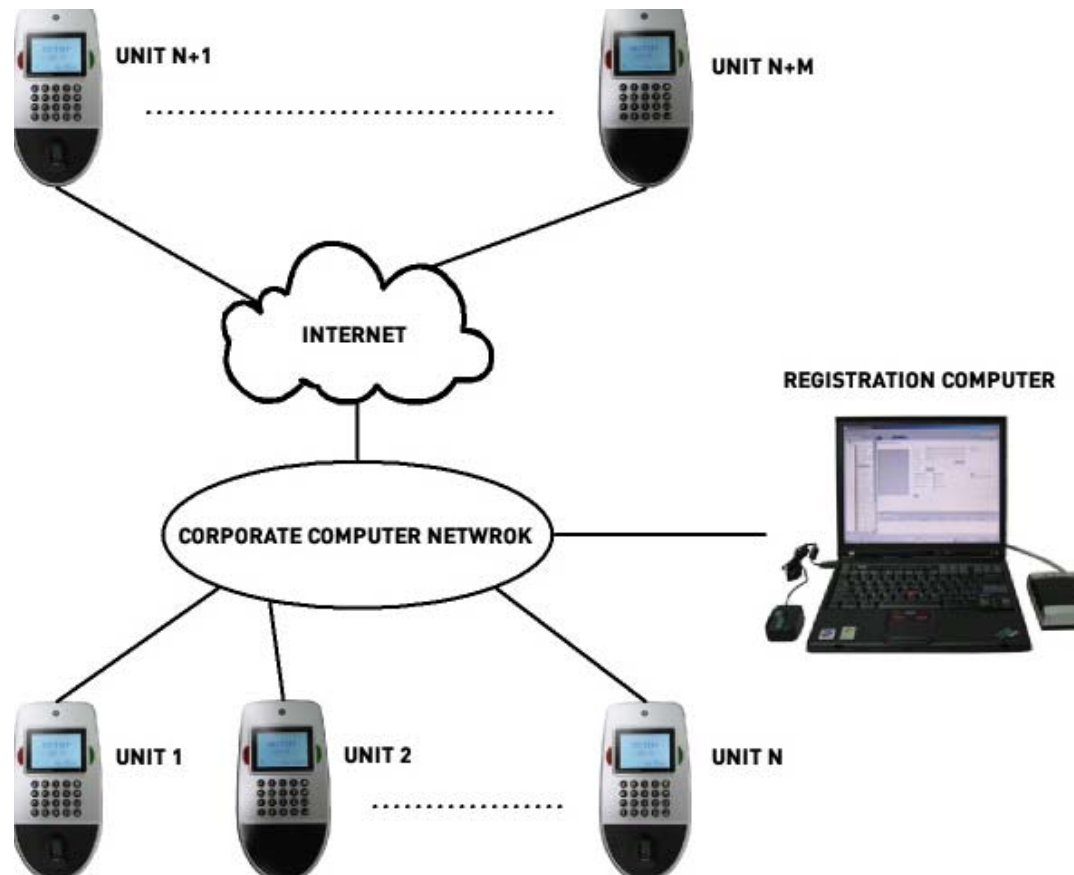 UNIT N+1
UNIT N+M
INTERNET
REGISTRATION COMPUTER
CORPORATE COMPUTER NETWROK
UNIT 1
UNIT 2
UNIT N